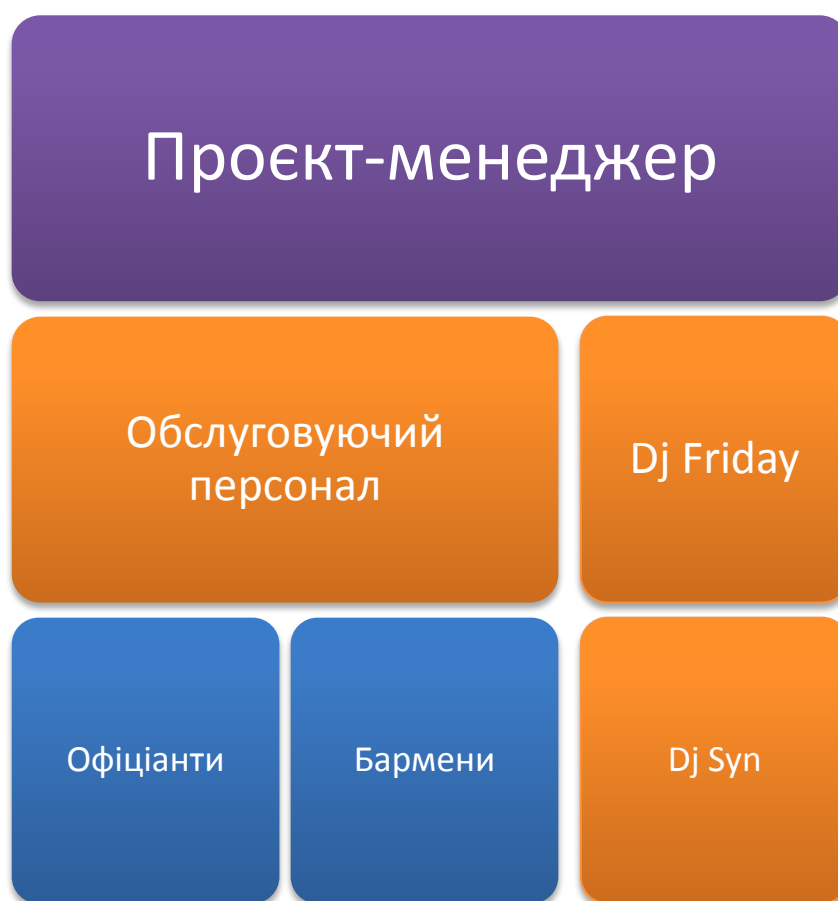 Проєкт-менеджер
Обслуговуючий
персонал
Dj Friday
Офіціанти
Бармени
Dj Syn